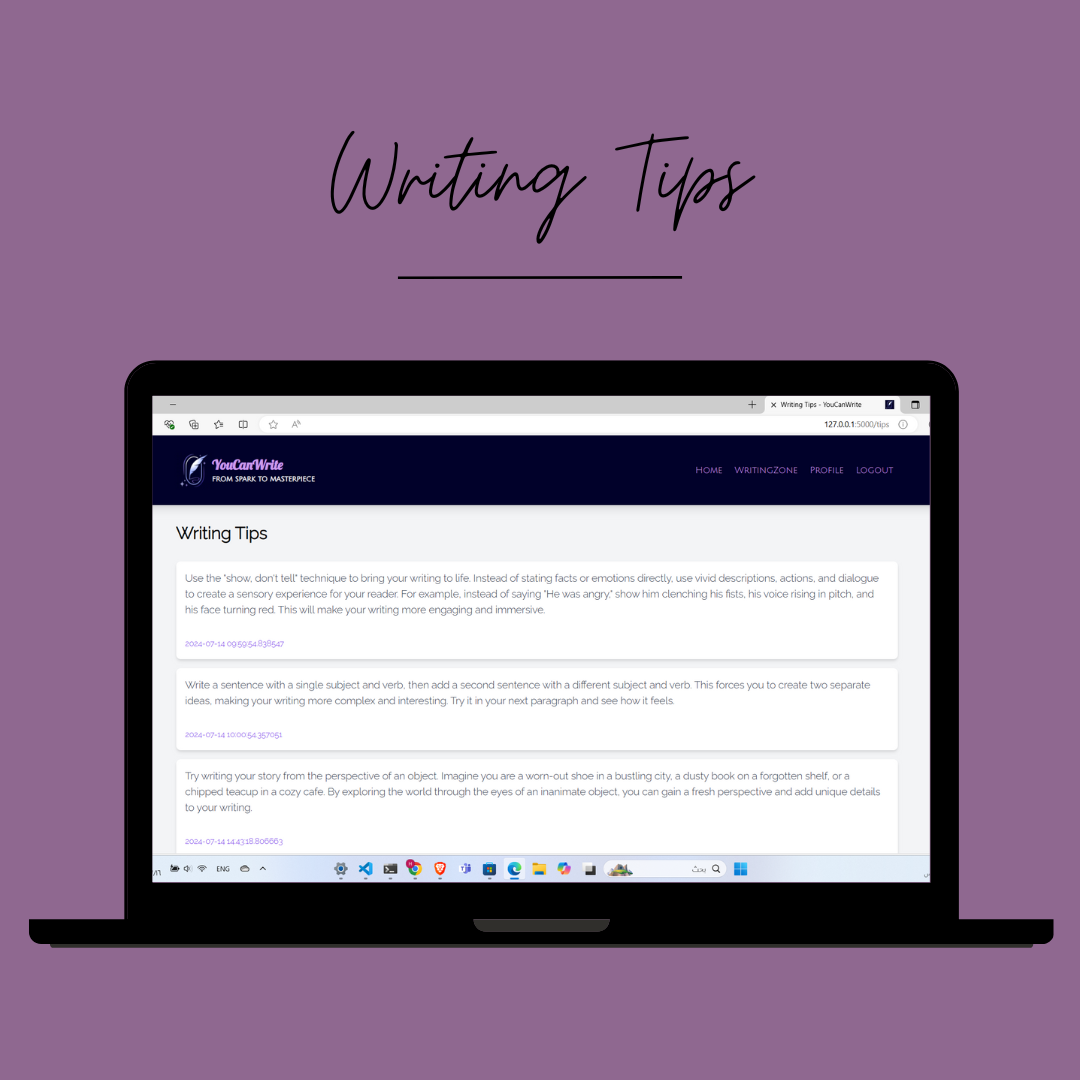 Writing Tips
Writing Tips - YouCanWrite
127.0.0.1:5000/tips
YouCanWrite
FROM SPARK TO MASTERPIECE
HOME WRITINGZONE PROFILE LOGOUT
Writing Tips
Use the "show, don't tell" technique to bring your writing to life. Instead of stating facts or emotions directly, use vivid descriptions, actions, and dialogue
to create a sensory experience for your reader. For example, instead of saying "He was angry," show him clenching his fists, his voice rising in pitch, and
his face turning red. This will make your writing more engaging and immersive.
2024-07-14 09:59:54.838547
Write a sentence with a single subject and verb, then add a second sentence with a different subject and verb. This forces you to create two separate
ideas, making your writing more complex and interesting. Try it in your next paragraph and see how it feels.
2024-07-14 10:00:54.357051
Try writing your story from the perspective of an object. Imagine you are a worn-out shoe in a bustling city, a dusty book on a forgotten shelf, or a
chipped teacup in a cozy cafe. By exploring the world through the eyes of an inanimate object, you can gain a fresh perspective and add unique details
to your writing.
2024-07-14 14:43:18.806663
ENG
بحث